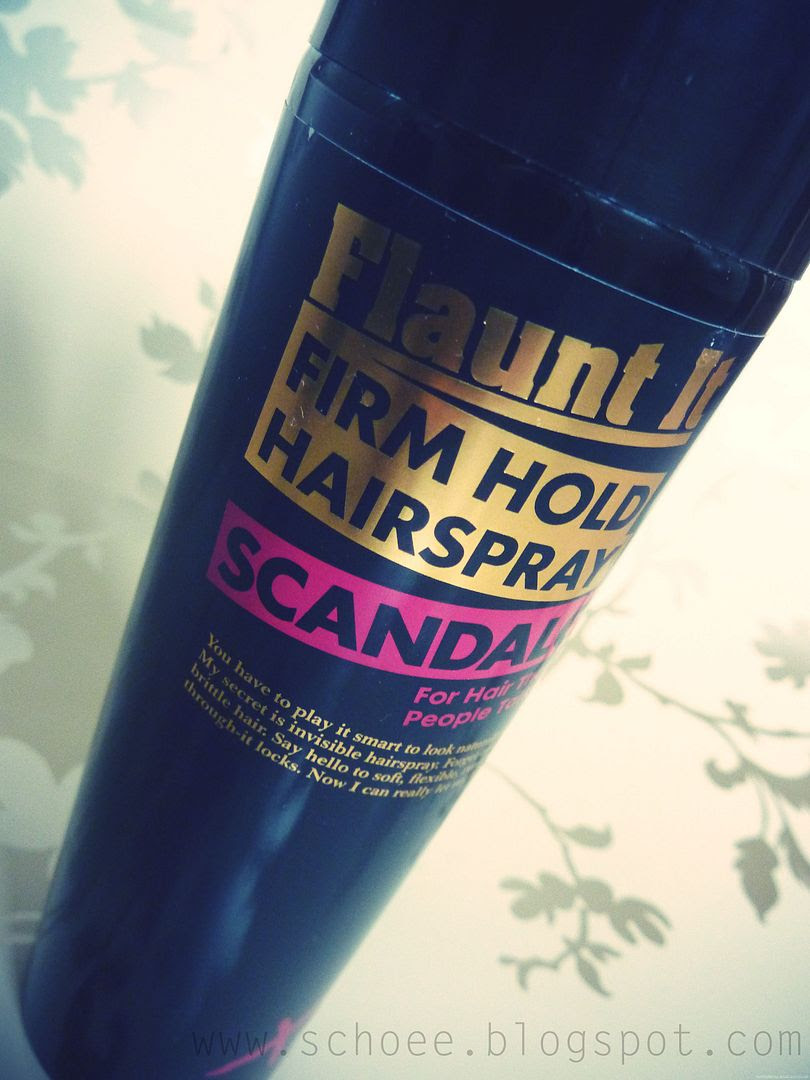 Flaunt It
FIRM HOLD
HAIRSPRAY
SCANDAL
For Hair
People
You have to play it smart to look
My secret is invisible hairspray.
brittle hair. Say hello to soft, flexible,
through-it locks. Now I can really
www.schoee.blogspot.com